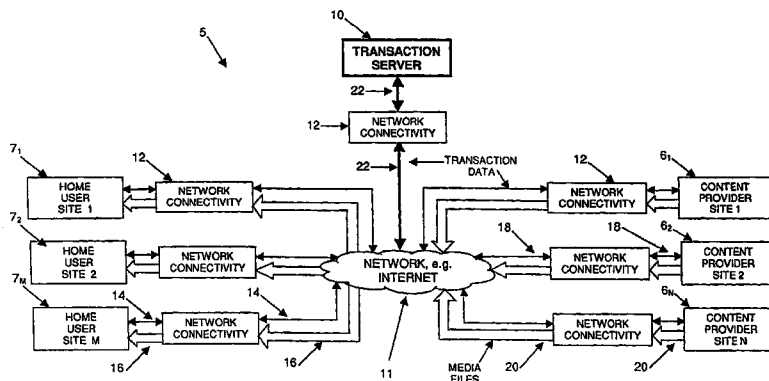 10
5
TRANSACTION
SERVER
22
12
NETWORK
CONNECTIVITY
22
TRANSACTION
DATA
7₁
12
HOME
USER
SITE 1
NETWORK
CONNECTIVITY
12
6₁
NETWORK
CONNECTIVITY
CONTENT
PROVIDER
SITE 1
7₂
HOME
USER
SITE 2
NETWORK
CONNECTIVITY
NETWORK, e.g.
INTERNET
18
18
6₂
NETWORK
CONNECTIVITY
CONTENT
PROVIDER
SITE 2
7M
14
14
HOME
USER
SITE M
NETWORK
CONNECTIVITY
16
16
11
MEDIA
FILES
6N
NETWORK
CONNECTIVITY
CONTENT
PROVIDER
SITE N
20
20